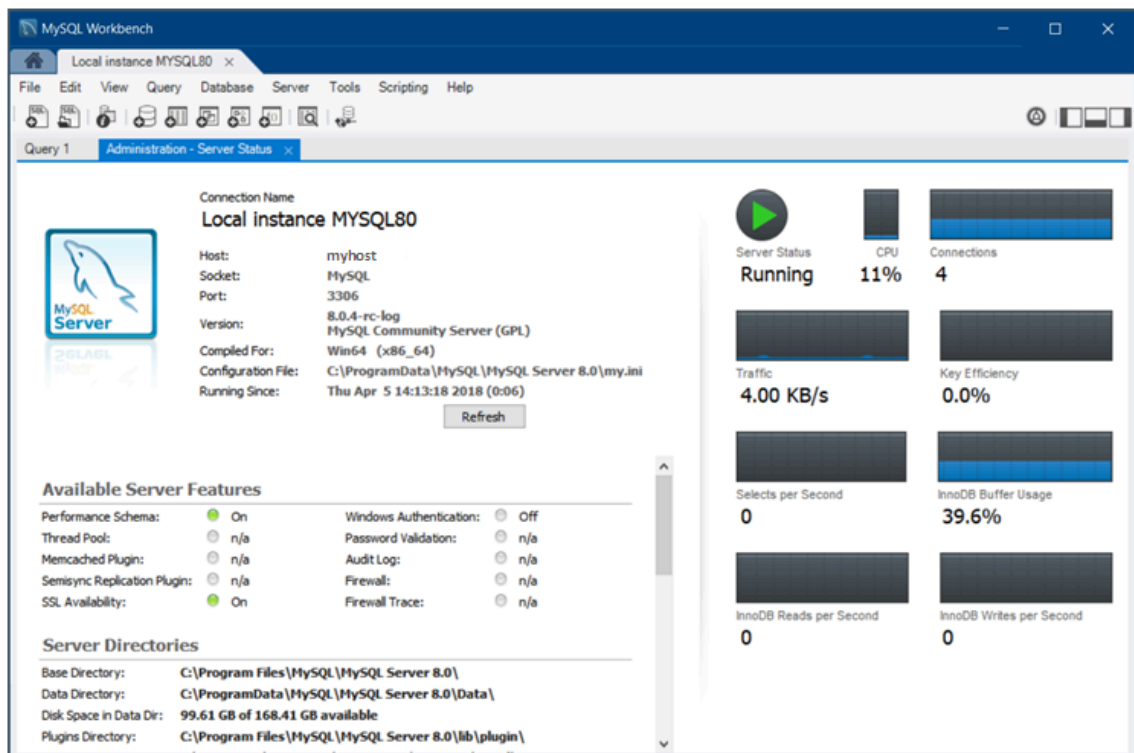 MySQL Workbench
Local instance MYSQL80
File Edit View Query Database Server Tools Scripting Help
Query 1 Administration - Server Status
Connection Name
Local instance MYSQL80
Host: myhost
Socket: MySQL
Port: 3306
Version: 8.0.4-rc-log
MySQL Community Server (GPL)
Compiled For: Win64 (x86_64)
Configuration File: C:\ProgramData\MySQL\MySQL Server 8.0\my.ini
Running Since: Thu Apr 5 14:13:18 2018 (0:06)
Refresh
MySQL
Server
Server Status CPU Connections
Running 11% 4
Traffic Key Efficiency
4.00 KB/s 0.0%
Selects per Second InnoDB Buffer Usage
0 39.6%
InnoDB Reads per Second InnoDB Writes per Second
0 0
Available Server Features
Performance Schema: On Windows Authentication: Off
Thread Pool: n/a Password Validation: n/a
Memcached Plugin: n/a Audit Log: n/a
Semisync Replication Plugin: n/a Firewall: n/a
SSL Availability: On Firewall Trace: n/a
Server Directories
Base Directory: C:\Program Files\MySQL\MySQL Server 8.0\
Data Directory: C:\ProgramData\MySQL\MySQL Server 8.0\Data\
Disk Space in Data Dir: 99.61 GB of 168.41 GB available
Plugins Directory: C:\Program Files\MySQL\MySQL Server 8.0\lib\plugin\